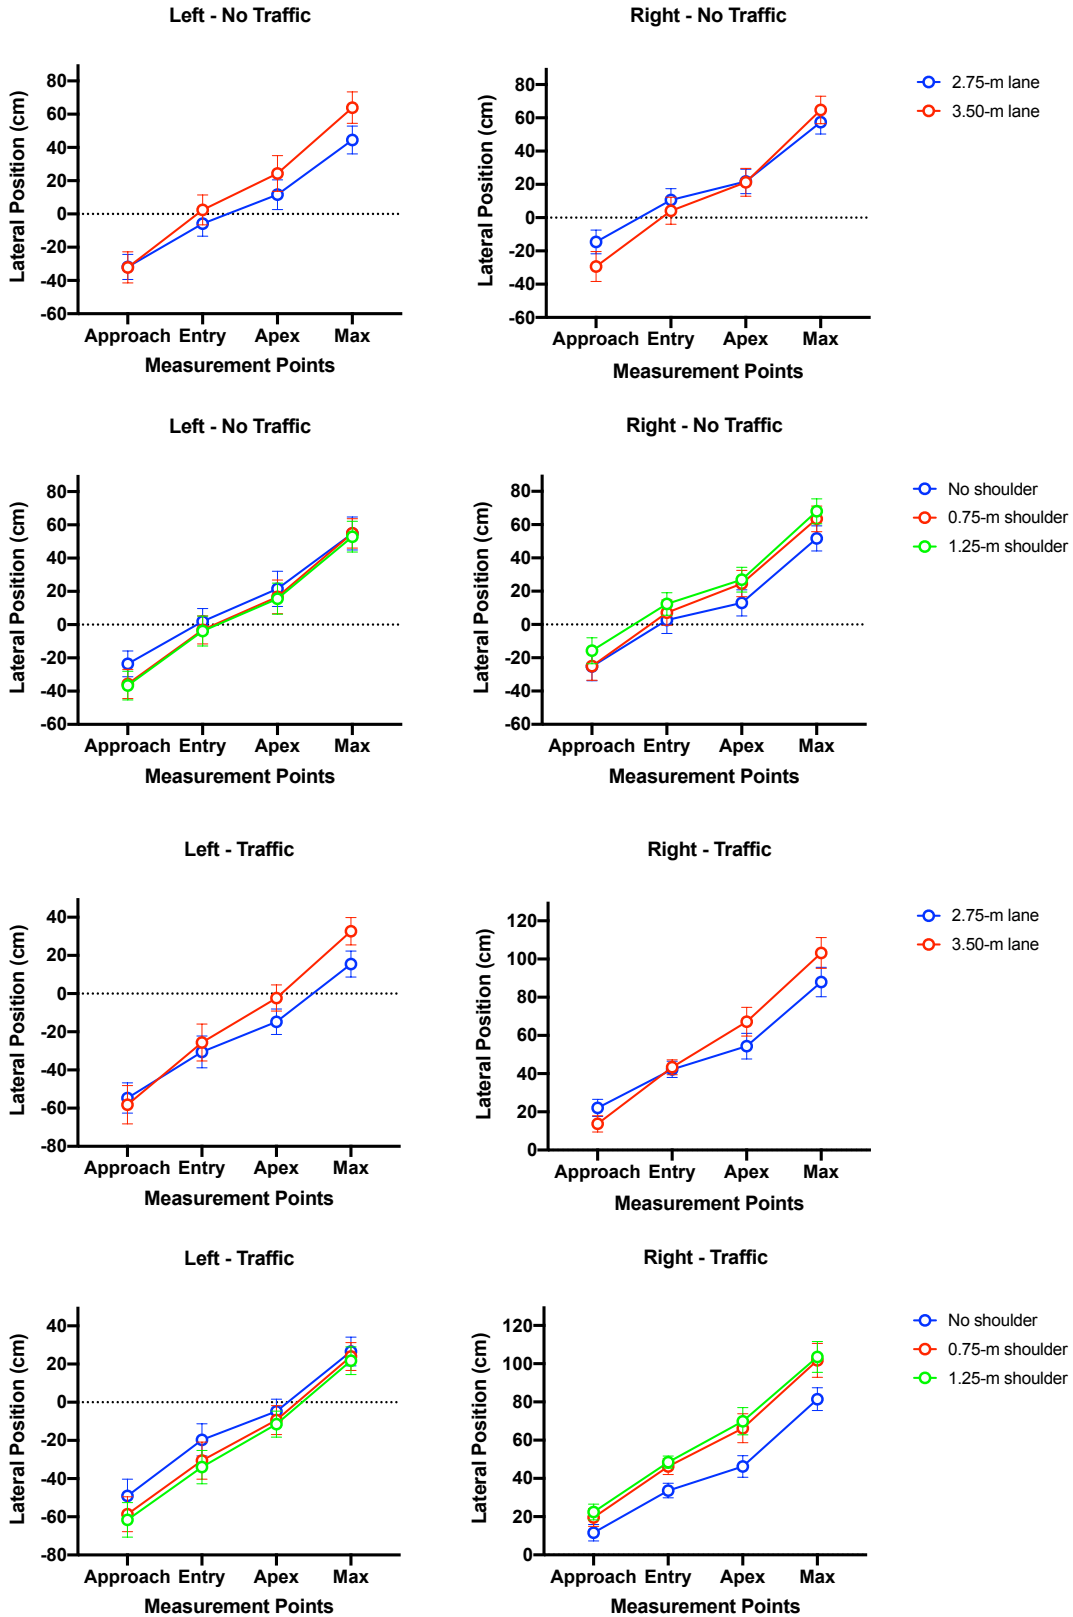 Left - No Traffic
Right - No Traffic
Lateral Position (cm)
80
60
40
20
0
-20
-40
-60
Approach Entry Apex Max
Measurement Points
Lateral Position (cm)
80
60
40
20
0
-20
-40
-60
Approach Entry Apex Max
Measurement Points
2.75-m lane
3.50-m lane
Left - No Traffic
Right - No Traffic
Lateral Position (cm)
80
60
40
20
0
-20
-40
-60
Approach Entry Apex Max
Measurement Points
Lateral Position (cm)
80
60
40
20
0
-20
-40
-60
Approach Entry Apex Max
Measurement Points
No shoulder
0.75-m shoulder
1.25-m shoulder
Left - Traffic
Right - Traffic
Lateral Position (cm)
40
20
0
-20
-40
-60
-80
Approach Entry Apex Max
Measurement Points
Lateral Position (cm)
120
100
80
60
40
20
0
Approach Entry Apex Max
Measurement Points
2.75-m lane
3.50-m lane
Left - Traffic
Right - Traffic
Lateral Position (cm)
40
20
0
-20
-40
-60
-80
Approach Entry Apex Max
Measurement Points
Lateral Position (cm)
120
100
80
60
40
20
0
Approach Entry Apex Max
Measurement Points
No shoulder
0.75-m shoulder
1.25-m shoulder